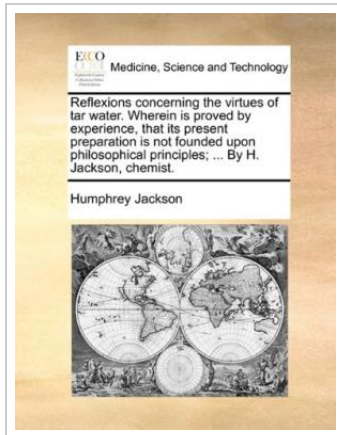 ECCO
Medicine, Science and Technology
Reflexions concerning the virtues of
tar water. Wherein is proved by
experience, that its present
preparation is not founded upon
philosophical principles; ... By H.
Jackson, chemist.
Humphrey Jackson